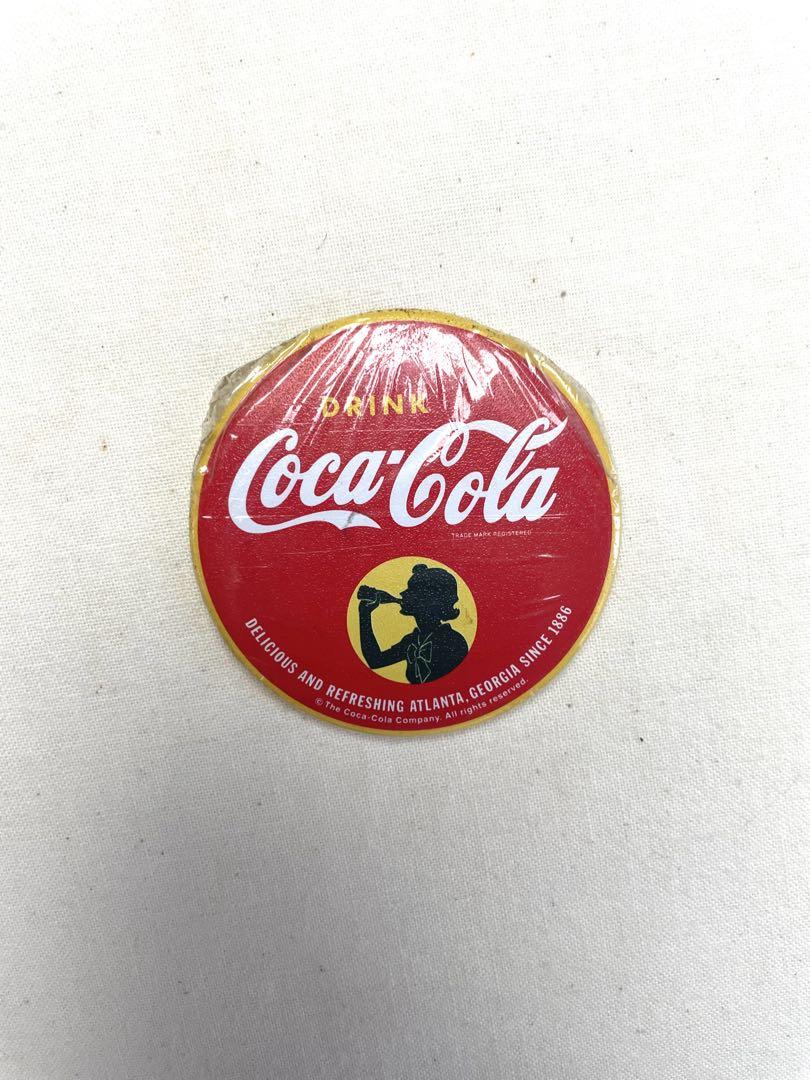 DRINK
Coca-Cola
TRADE MARK REGISTERED
DELICIOUS AND REFRESHING ATLANTA, GEORGIA SINCE 1886
© The Coca-Cola Company. All rights reserved.